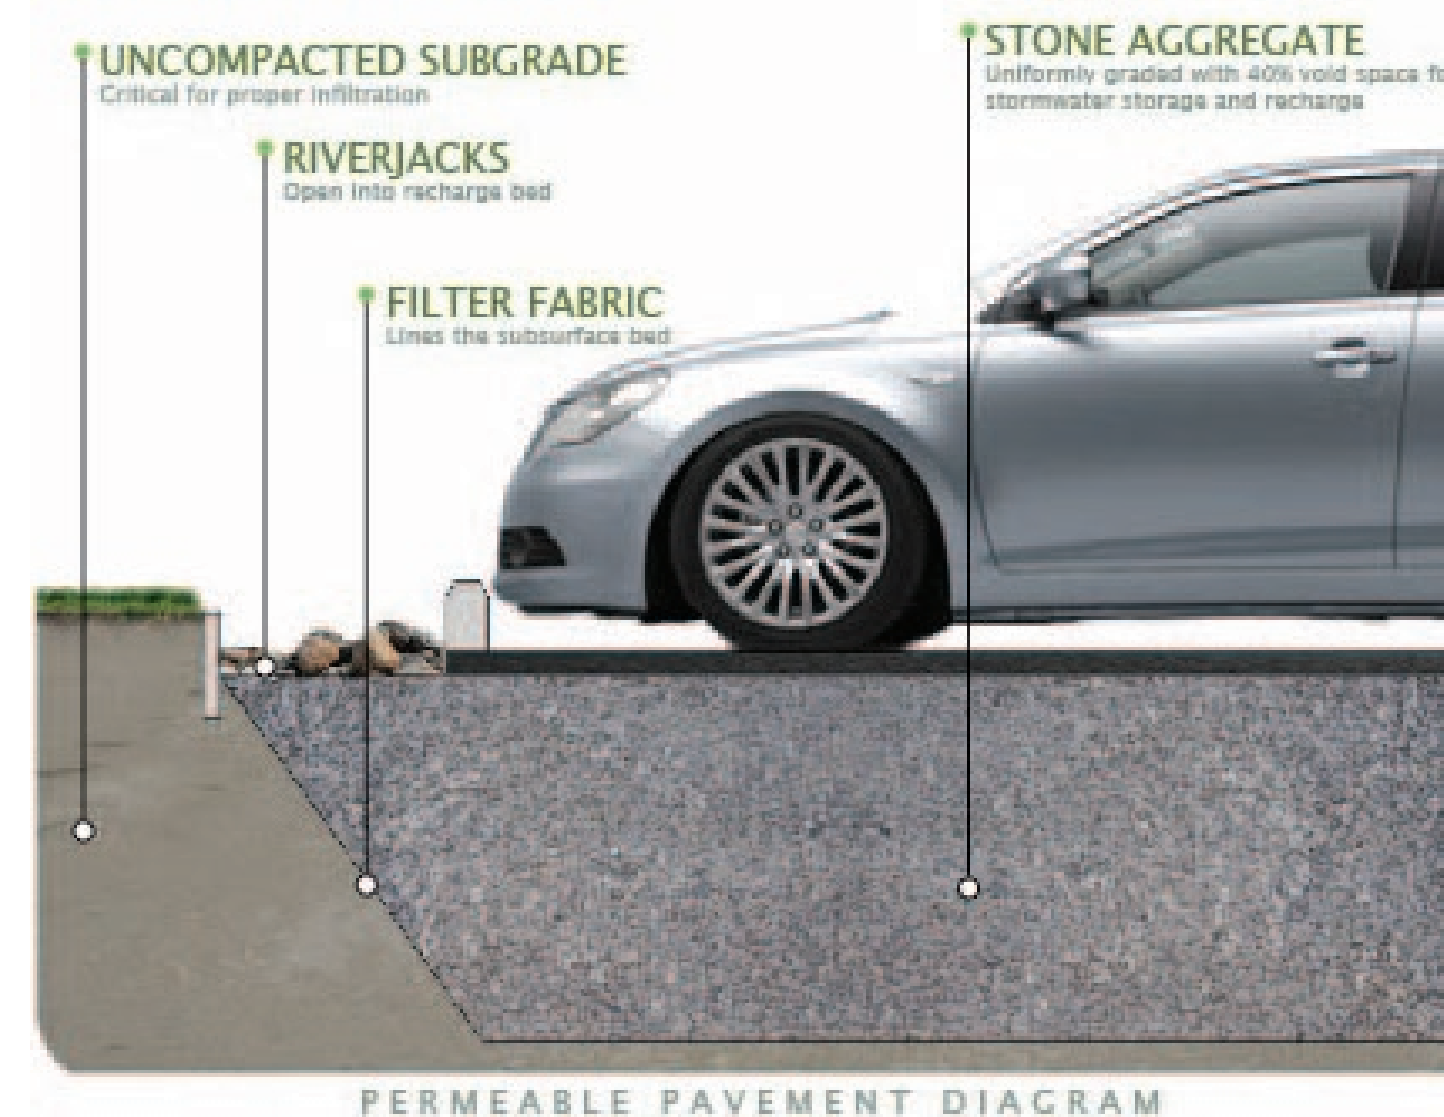 UNCOMPACTED SUBGRADE
Critical for proper infiltration
RIVERJACKS
Open into recharge bed
FILTER FABRIC
Lines the subsurface bed
STONE AGGREGATE
Uniformly graded with 40% void space
stormwater storage and recharge
PERMEABLE PAVEMENT DIAGRAM